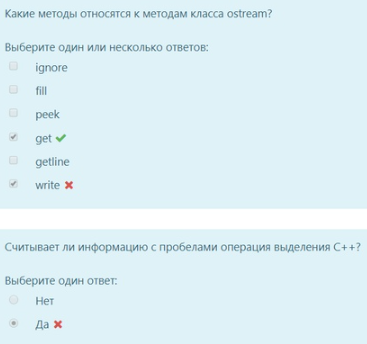 Какие методы относятся к методам класса ostream?
Выберите один или несколько ответов:
ignore
fill
peek
get
getline
write
Считывает ли информацию с пробелами операция выделения C++?
Выберите один ответ:
Нет
Да